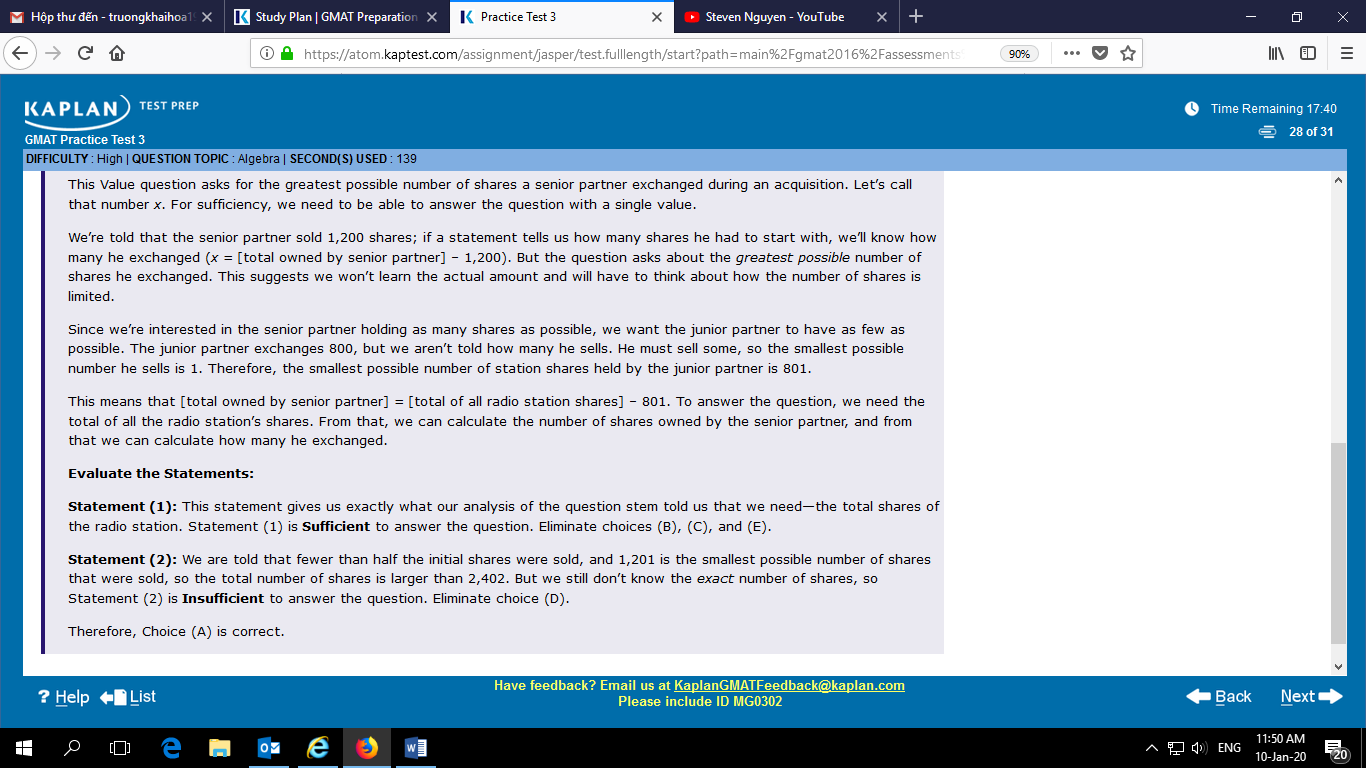 Hộp thư đến - truongkhaihoa1
Study Plan | GMAT Preparation
Practice Test 3
Steven Nguyen - YouTube
https://atom.kaptest.com/assignment/jasper/test.fulllength/start?path=main%2Fgmat2016%2Fassessments
90%
KAPLAN TEST PREP
Time Remaining 17:40
GMAT Practice Test 3
28 of 31
DIFFICULTY : High | QUESTION TOPIC : Algebra | SECOND(S) USED : 139
This Value question asks for the greatest possible number of shares a senior partner exchanged during an acquisition. Let’s call
that number x. For sufficiency, we need to be able to answer the question with a single value.
We’re told that the senior partner sold 1,200 shares; if a statement tells us how many shares he had to start with, we’ll know how
many he exchanged (x = [total owned by senior partner] – 1,200). But the question asks about the greatest possible number of
shares he exchanged. This suggests we won’t learn the actual amount and will have to think about how the number of shares is
limited.
Since we’re interested in the senior partner holding as many shares as possible, we want the junior partner to have as few as
possible. The junior partner exchanges 800, but we aren’t told how many he sells. He must sell some, so the smallest possible
number he sells is 1. Therefore, the smallest possible number of station shares held by the junior partner is 801.
This means that [total owned by senior partner] = [total of all radio station shares] – 801. To answer the question, we need the
total of all the radio station’s shares. From that, we can calculate the number of shares owned by the senior partner, and from
that we can calculate how many he exchanged.
Evaluate the Statements:
Statement (1): This statement gives us exactly what our analysis of the question stem told us that we need—the total shares of
the radio station. Statement (1) is Sufficient to answer the question. Eliminate choices (B), (C), and (E).
Statement (2): We are told that fewer than half the initial shares were sold, and 1,201 is the smallest possible number of shares
that were sold, so the total number of shares is larger than 2,402. But we still don’t know the exact number of shares, so
Statement (2) is Insufficient to answer the question. Eliminate choice (D).
Therefore, Choice (A) is correct.
Have feedback? Email us at KaplanGMATFeedback@kaplan.com
Please include ID MG0302
? Help
List
Back
Next
ENG
11:50 AM
10-Jan-20
20